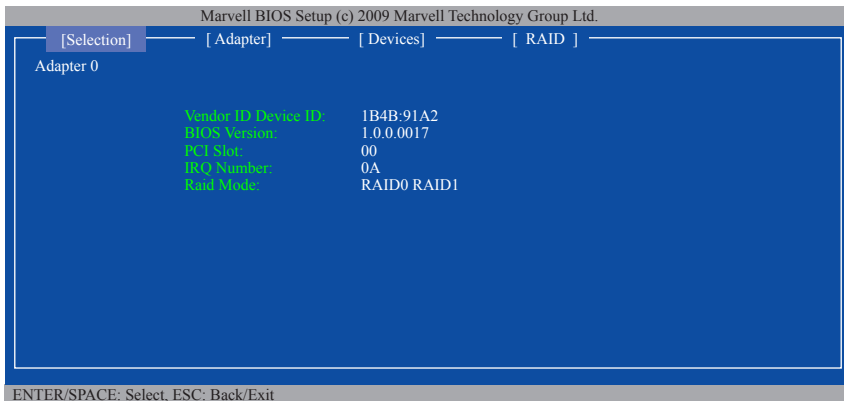 Marvell BIOS Setup (c) 2009 Marvell Technology Group Ltd.
[Selection] [ Adapter] [ Devices] [ RAID ]
Adapter 0
Vendor ID Device ID: 1B4B:91A2
BIOS Version: 1.0.0.0017
PCI Slot: 00
IRQ Number: 0A
Raid Mode: RAID0 RAID1
ENTER/SPACE: Select, ESC: Back/Exit